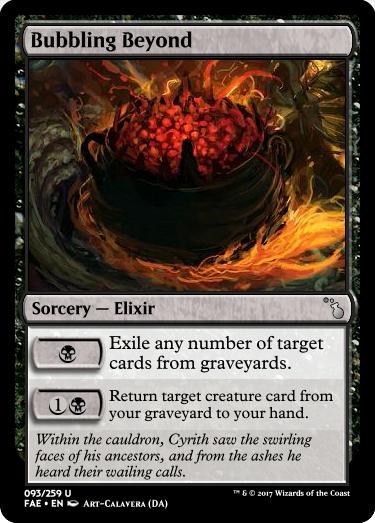 Bubbling Beyond
Sorcery — Elixir
Exile any number of target
cards from graveyards.
1 Return target creature card from
your graveyard to your hand.
Within the cauldron, Cyrith saw the swirling
faces of his ancestors, and from the ashes he
heard their wailing calls.
093/259 U
FAE • EN Art-Calavera (DA)
™ & © 2017 Wizards of the Coast